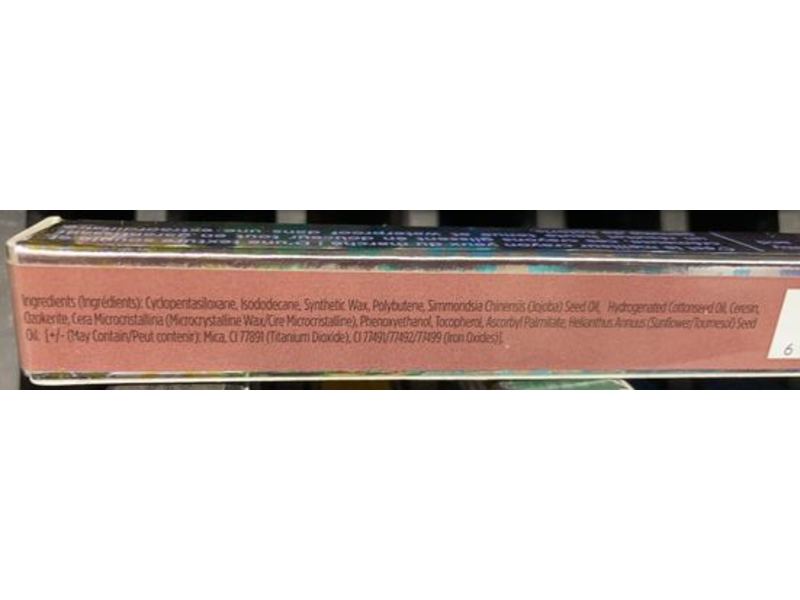 Ingredients (Ingrédients): Cyclopentasiloxane, Isododecane, Synthetic Wax, Polybutene, Simmondsia Chinensis (Jojoba) Seed Oil, Hydrogenated Cottonseed Oil, Ceresin,
Ozokerite, Cera Microcristallina (Microcrystalline Wax/Cire Microcristalline), Phenoxyethanol, Tocopherol, Ascorbyl Palmitate, Helianthus Annuus (Sunflower/Tournesol) Seed
Oil. [+/- (May Contain/Peut contenir): Mica, CI 77891 (Titanium Dioxide), CI 77491/77492/77499 (Iron Oxides)].
6